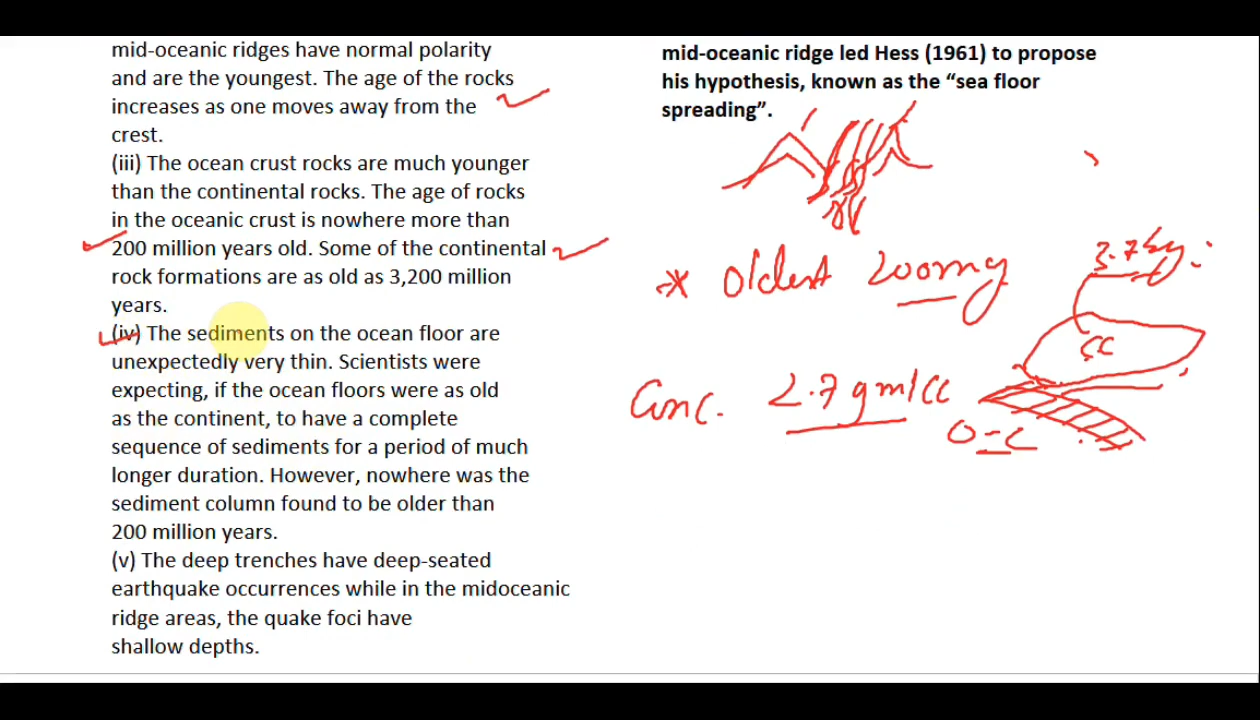 mid-oceanic ridges have normal polarity
and are the youngest. The age of the rocks
increases as one moves away from the
crest.
(iii) The ocean crust rocks are much younger
than the continental rocks. The age of rocks
in the oceanic crust is nowhere more than
200 million years old. Some of the continental
rock formations are as old as 3,200 million
years.
(iv) The sediments on the ocean floor are
unexpectedly very thin. Scientists were
expecting, if the ocean floors were as old
as the continent, to have a complete
sequence of sediments for a period of much
longer duration. However, nowhere was the
sediment column found to be older than
200 million years.
(v) The deep trenches have deep-seated
earthquake occurrences while in the midoceanic
ridge areas, the quake foci have
shallow depths.
mid-oceanic ridge led Hess (1961) to propose
his hypothesis, known as the “sea floor
spreading”.
* Oldest 200my
2.7 gm/cc
O-C